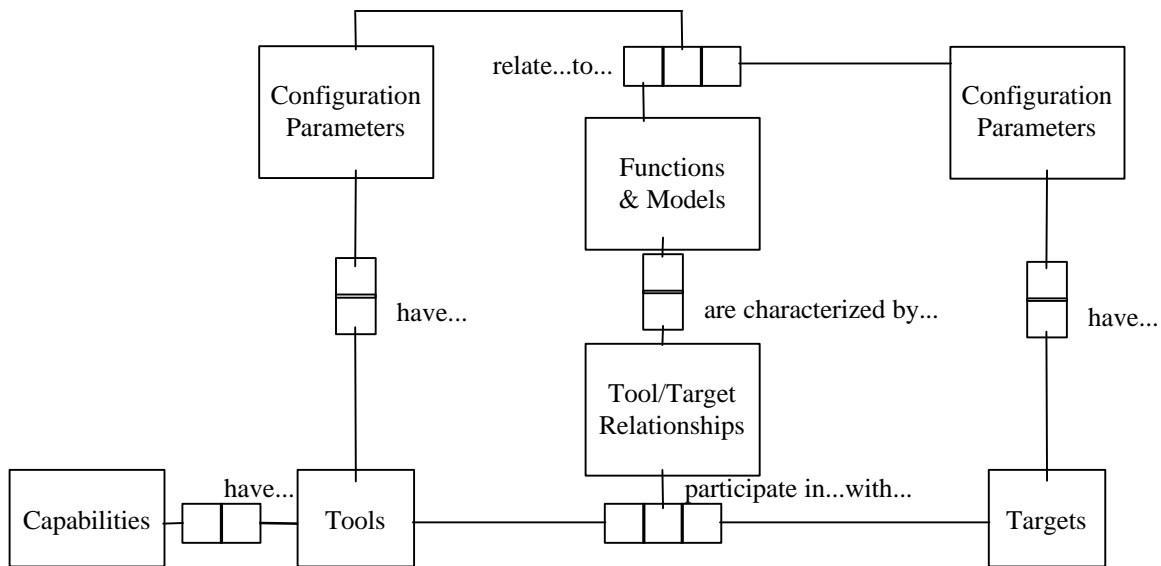 relate...to...
Configuration
Parameters
Configuration
Parameters
Functions
& Models
have...
are characterized by...
have...
Tool/Target
Relationships
have...
participate in...with...
Capabilities
Tools
Targets